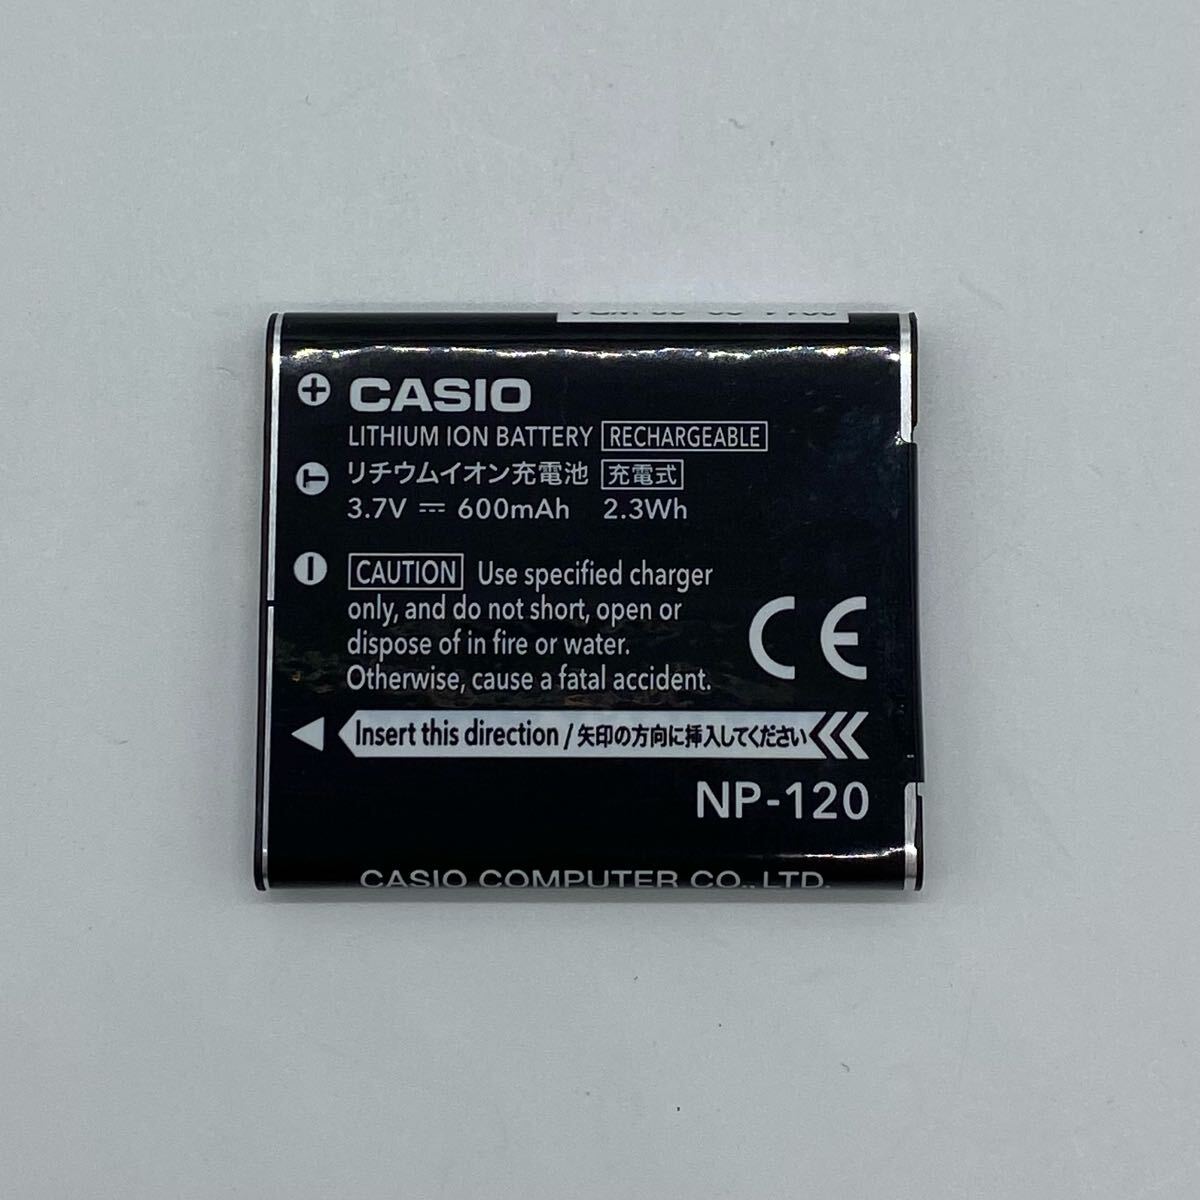 CASIO
LITHIUM ION BATTERY RECHARGEABLE
リチウムイオン充電池 充電式
T
3.7V 600mAh 2.3Wh
CAUTION Use specified charger
only, and do not short, open or
dispose of in fire or water.
Otherwise, cause a fatal accident.
CE
Insert this direction / 矢印の方向に挿入してください
NP-120
CASIO COMPUTER CO., LTD.